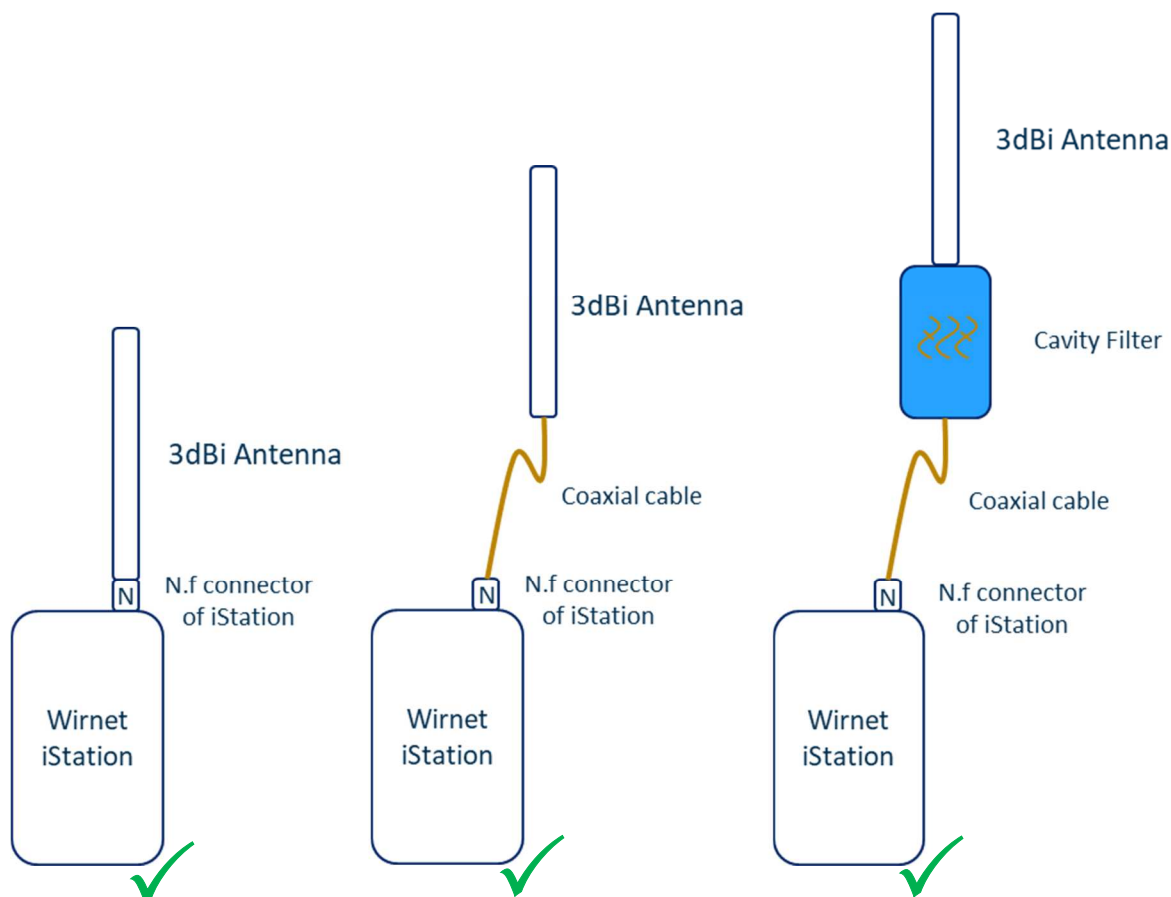 3dBi Antenna
N
N.f connector
of iStation
Wirnet
iStation
3dBi Antenna
Coaxial cable
N
N.f connector
of iStation
Wirnet
iStation
3dBi Antenna
Cavity Filter
Coaxial cable
N
N.f connector
of iStation
Wirnet
iStation